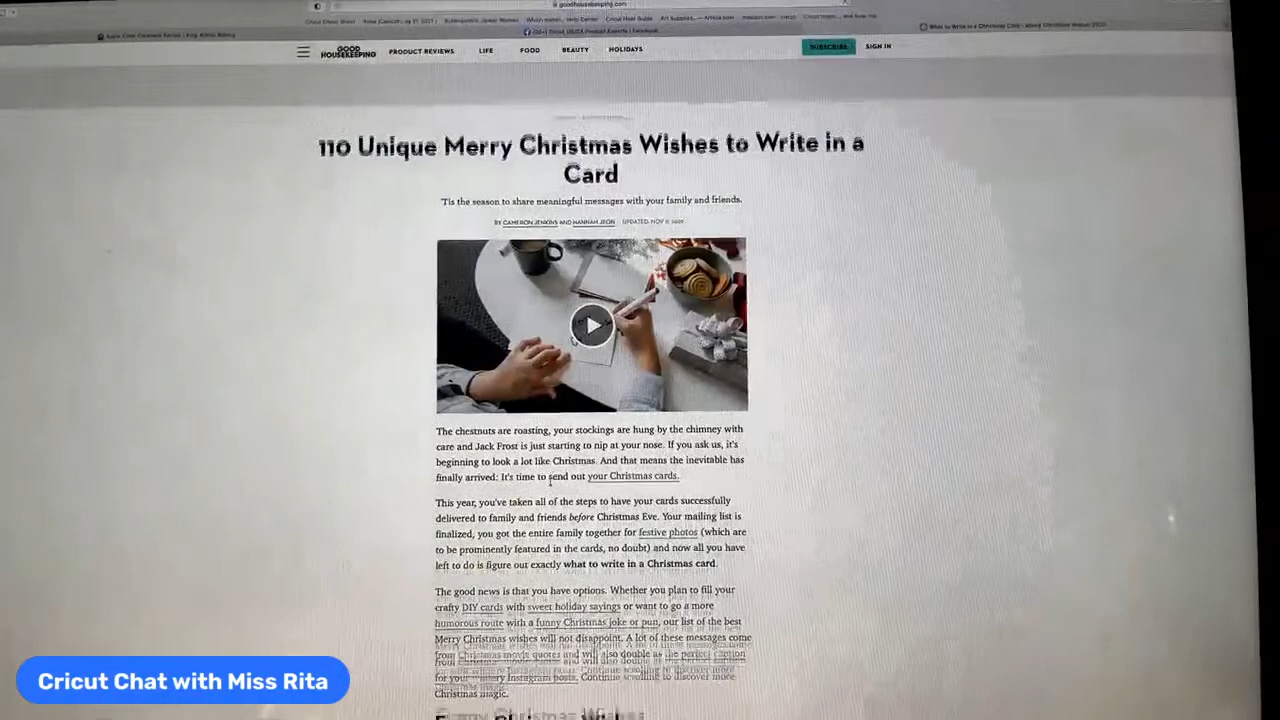 goodhousekeeping.com
GOOD HOUSEKEEPING
PRODUCT REVIEWS
LIFE
FOOD
BEAUTY
HOLIDAYS
SUBSCRIBE
SIGN IN
110 Unique Merry Christmas Wishes to Write in a
Card
'Tis the season to share meaningful messages with your family and friends.
BY CAMERON JENKINS AND HANNAH JEON UPDATED: NOV
The chestnuts are roasting, your stockings are hung by the chimney with
care and Jack Frost is just starting to nip at your nose. If you ask us, it's
beginning to look a lot like Christmas. And that means the inevitable has
finally arrived: It's time to send out your Christmas cards.
This year, you've taken all of the steps to have your cards successfully
delivered to family and friends before Christmas Eve. Your mailing list is
finalized, you got the entire family together for festive photos (which are
to be prominently featured in the cards, no doubt) and now all you have
left to do is figure out exactly what to write in a Christmas card.
The good news is that you have options. Whether you plan to fill your
crafty DIY cards with sweet holiday sayings or want to go a more
humorous route with a funny Christmas joke or pun, our list of the best
Merry Christmas wishes will not disappoint. A lot of these messages come
from Christmas movie quotes and will also double as the perfect caption
for your merry Instagram posts. Continue scrolling to discover more
Christmas magic.
Funny Christmas Wishes
Cricut Chat with Miss Rita